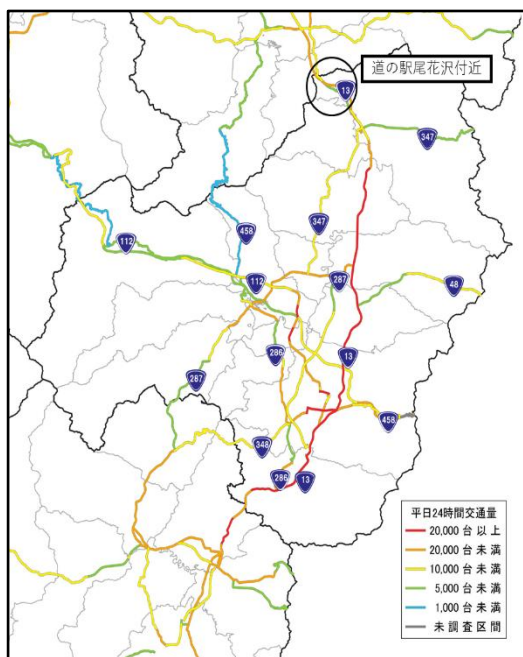 道の駅尾花沢付近
13
347
347
458
112
112
287
48
286
13
287
458
348
286
13
平日24時間交通量
20,000 台 以 上
20,000 台 未 満
10,000 台 未 満
5,000 台 未 満
1,000 台 未 満
未 調 査 区 間